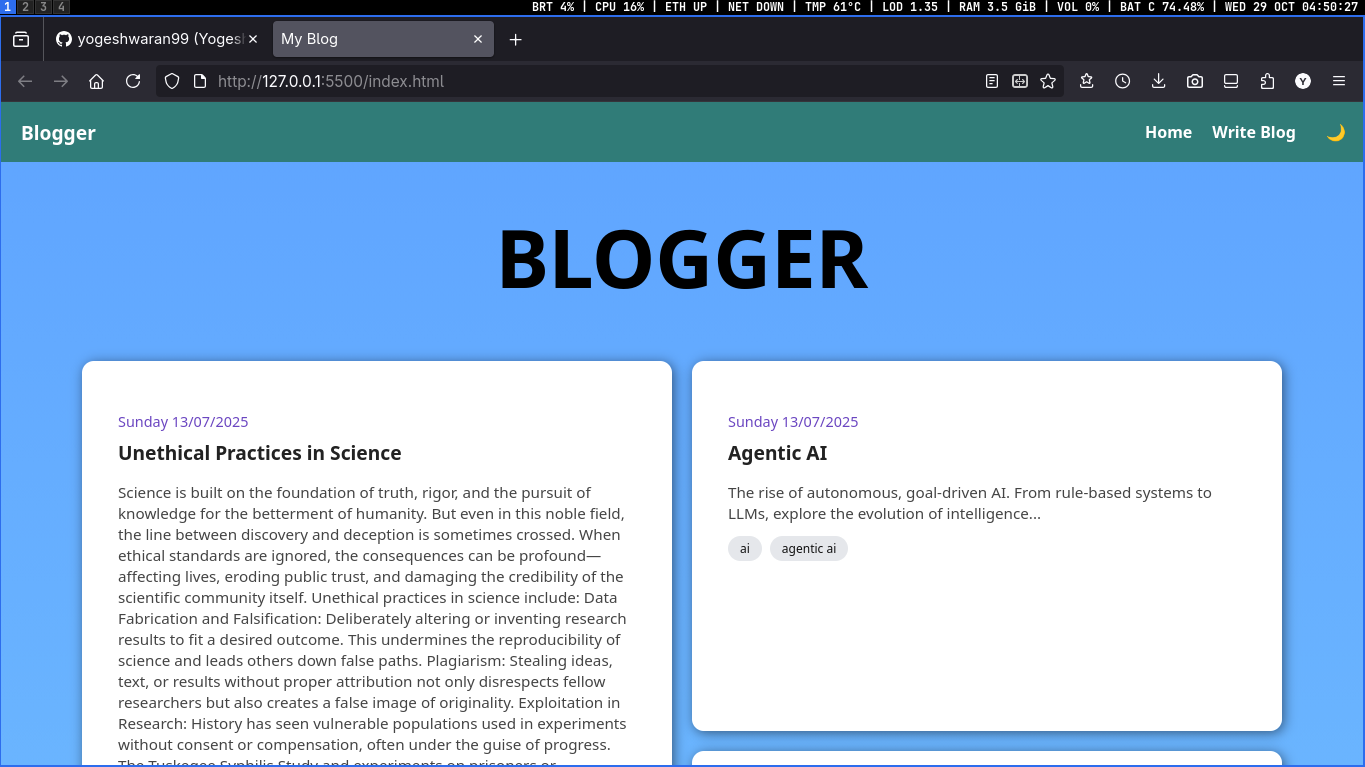 1 2 3 4 BRT 4% | CPU 16% | ETH UP | NET DOWN | TMP 61°C | LOD 1.35 | RAM 3.5 GiB | VOL 0% | BAT C 74.48% | WED 29 OCT 04:50:27
yogeshwaran99 (Yoges My Blog
http://127.0.0.1:5500/index.html Y
Blogger Home Write Blog
BLOGGER
Sunday 13/07/2025
Unethical Practices in Science
Science is built on the foundation of truth, rigor, and the pursuit of
knowledge for the betterment of humanity. But even in this noble field,
the line between discovery and deception is sometimes crossed. When
ethical standards are ignored, the consequences can be profound—
affecting lives, eroding public trust, and damaging the credibility of the
scientific community itself. Unethical practices in science include: Data
Fabrication and Falsification: Deliberately altering or inventing research
results to fit a desired outcome. This undermines the reproducibility of
science and leads others down false paths. Plagiarism: Stealing ideas,
text, or results without proper attribution not only disrespects fellow
researchers but also creates a false image of originality. Exploitation in
Research: History has seen vulnerable populations used in experiments
without consent or compensation, often under the guise of progress.
The Tuskegee Syphilis Study and experiments on prisoners or
Sunday 13/07/2025
Agentic AI
The rise of autonomous, goal-driven AI. From rule-based systems to
LLMs, explore the evolution of intelligence...
ai agentic ai